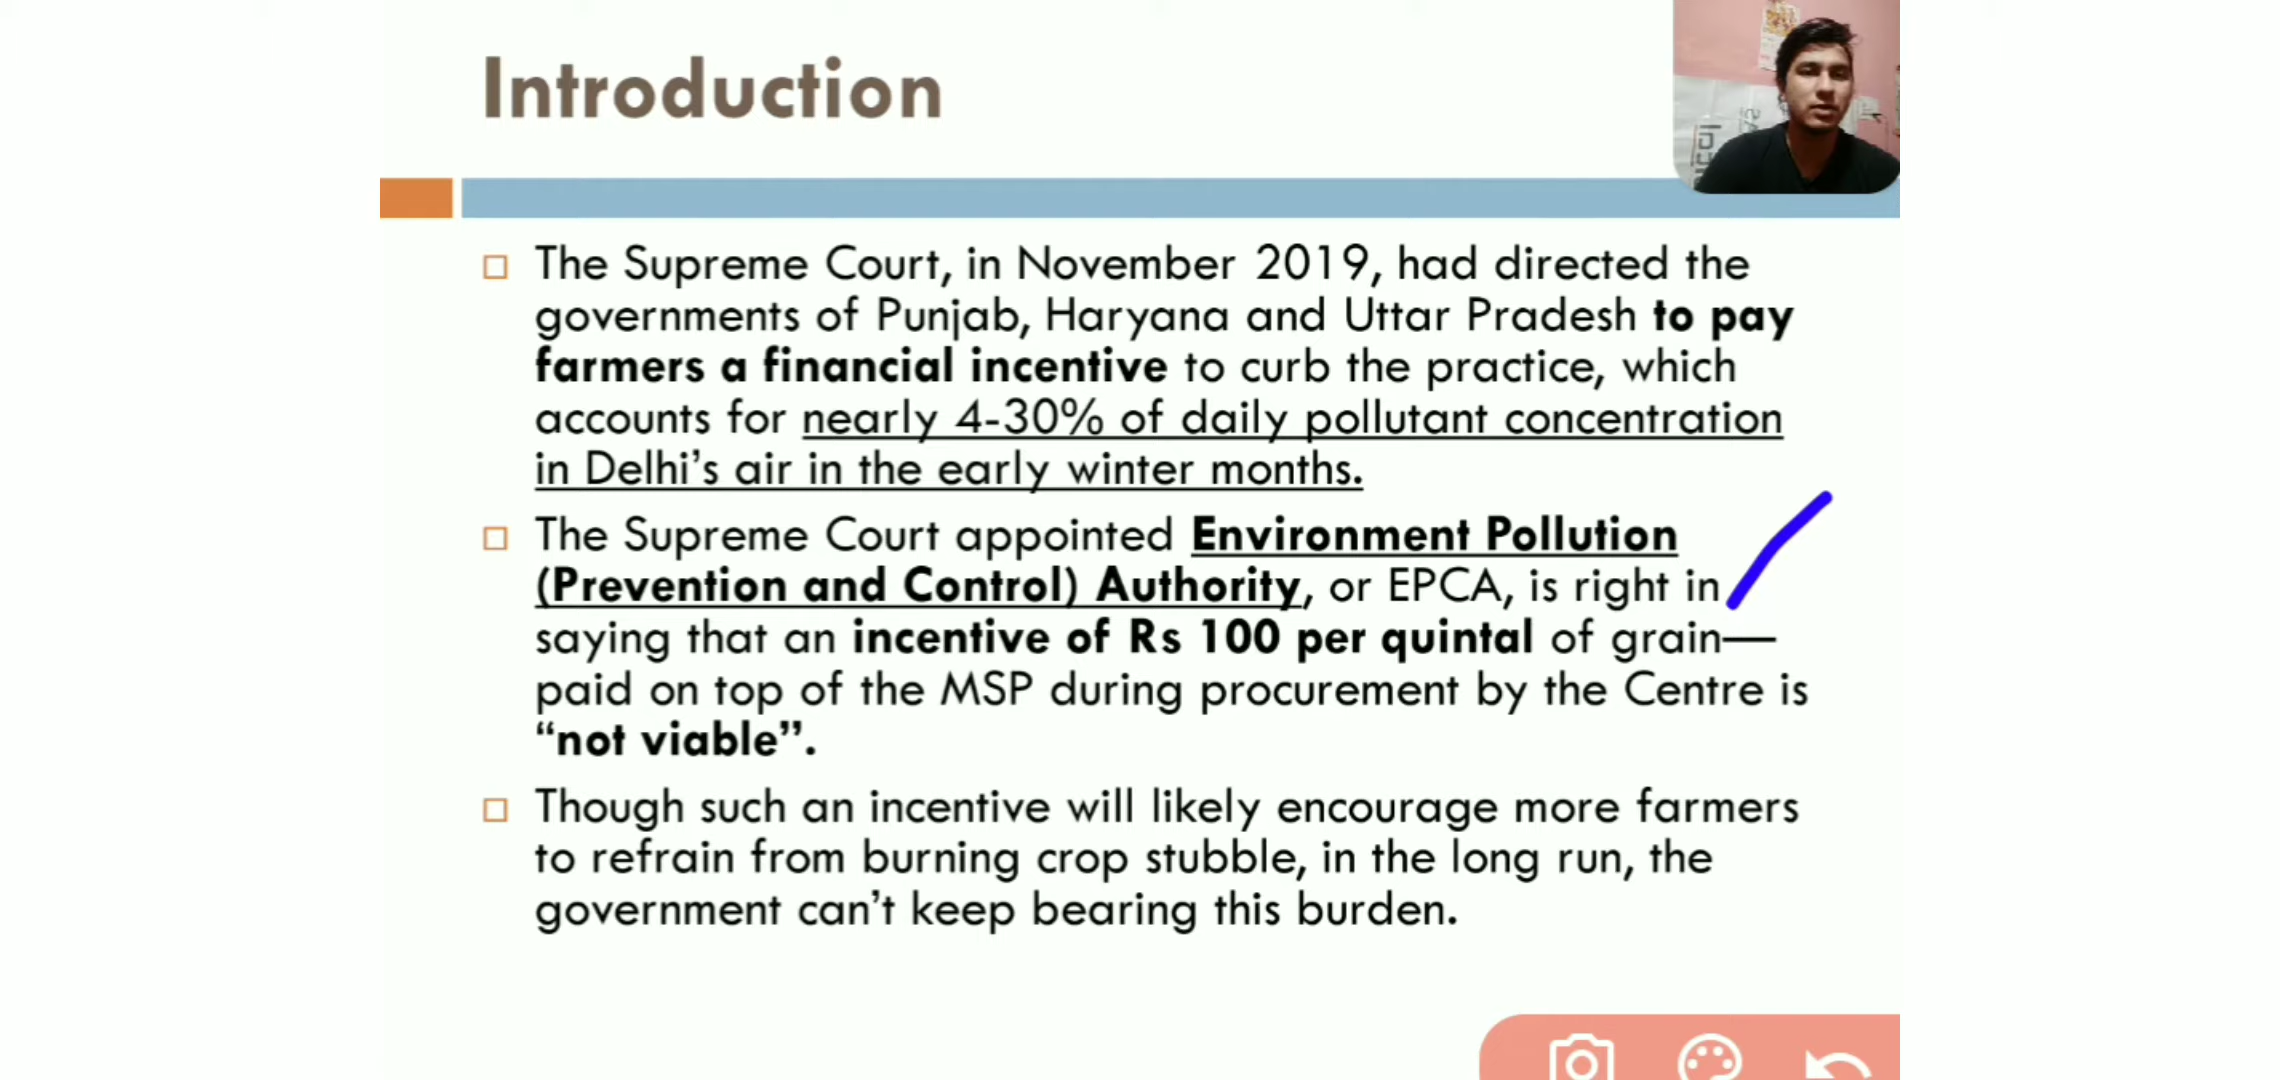 Introduction
The Supreme Court, in November 2019, had directed the
governments of Punjab, Haryana and Uttar Pradesh to pay
farmers a financial incentive to curb the practice, which
accounts for nearly 4-30% of daily pollutant concentration
in Delhi’s air in the early winter months.
The Supreme Court appointed Environment Pollution
(Prevention and Control) Authority, or EPCA, is right in
saying that an incentive of Rs 100 per quintal of grain—
paid on top of the MSP during procurement by the Centre is
“not viable”.
Though such an incentive will likely encourage more farmers
to refrain from burning crop stubble, in the long run, the
government can’t keep bearing this burden.